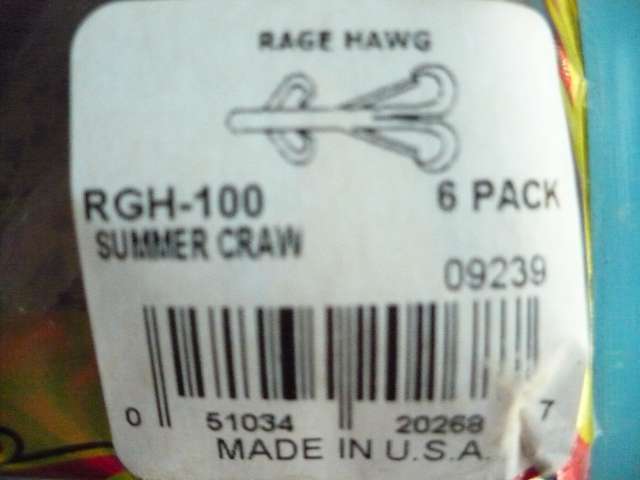 RAGE HAWG
RGH-100 6 PACK
SUMMER CRAW
09239
0 51034 20268 7
MADE IN U.S.A.